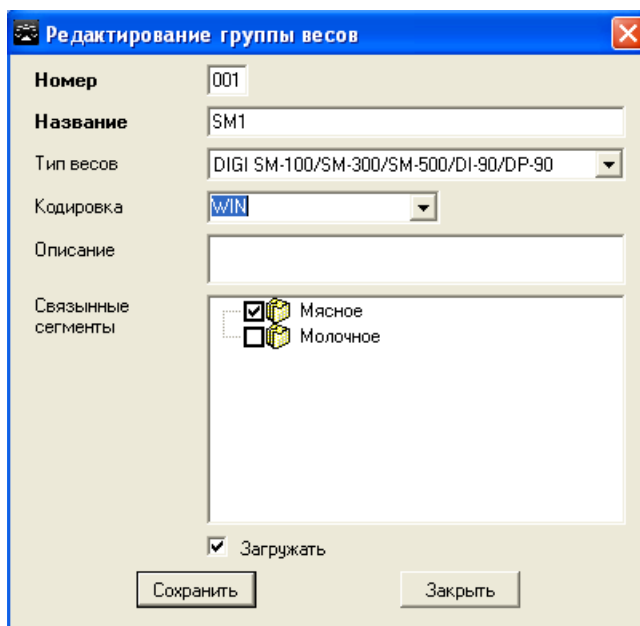 Редактирование группы весов
Номер 001
Название SM1
Тип весов DIGI SM-100/SM-300/SM-500/DI-90/DP-90
Кодировка WIN
Описание
Связынные
сегменты
Мясное
Молочное
Загружать
Сохранить Закрыть